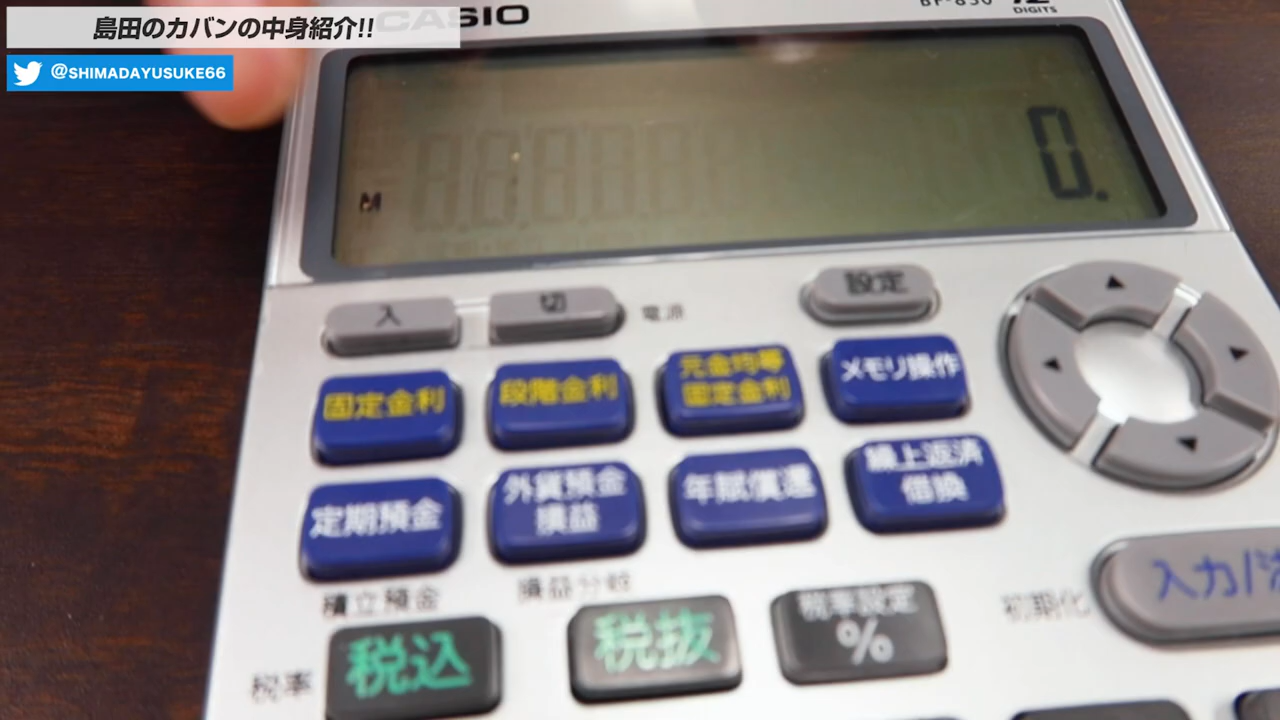 島田のカバンの中身紹介!!
@SHIMADAYUSUKE66
CASIO
BF-850 12
DIGITS
M
0.
入
切
電源
設定
固定金利
段階金利
元金均等
固定金利
メモリ操作
定期預金
外貨預金
損益
年賦償還
繰上返済
借換
積立預金
損益分岐
初期化
入力/
税率
税込
税抜
税率設定
%